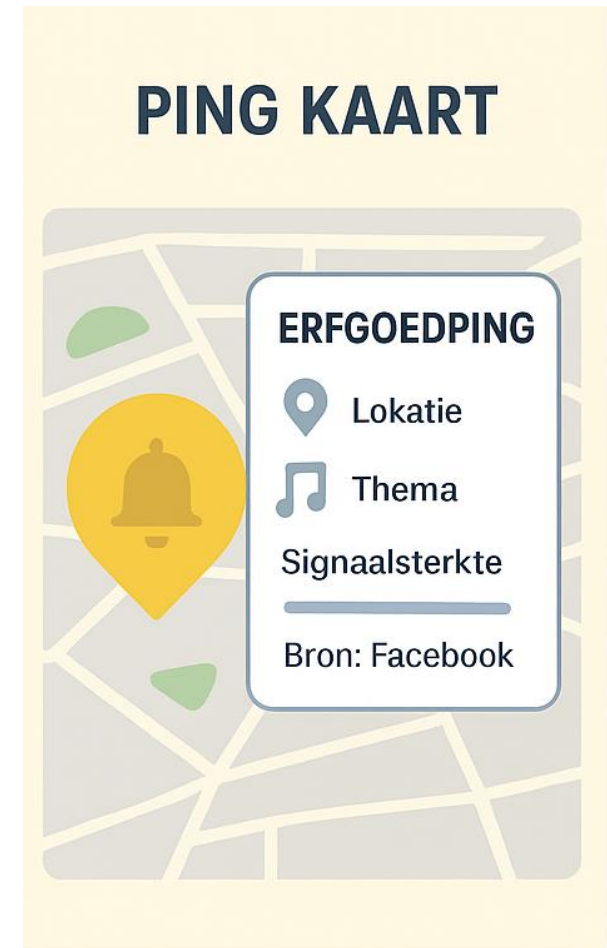 PING KAART
ERFGOEDPING
Lokatie
Thema
Signaalsterkte
Bron: Facebook